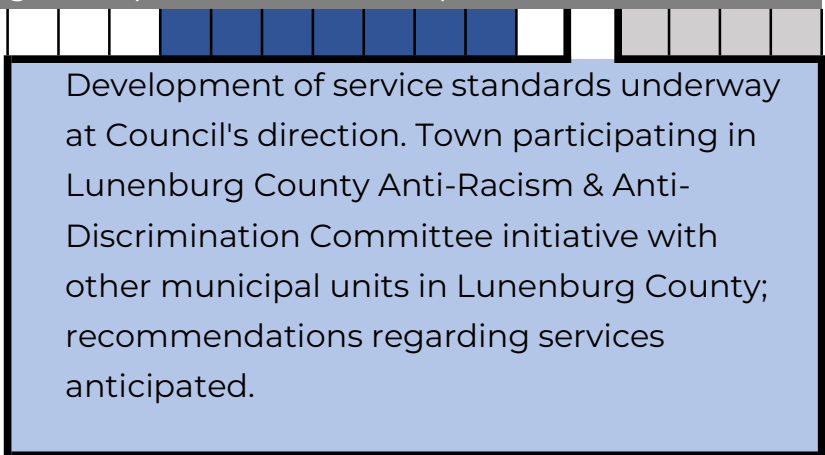 Development of service standards underway
at Council's direction. Town participating in
Lunenburg County Anti-Racism & Anti-
Discrimination Committee initiative with
other municipal units in Lunenburg County;
recommendations regarding services
anticipated.